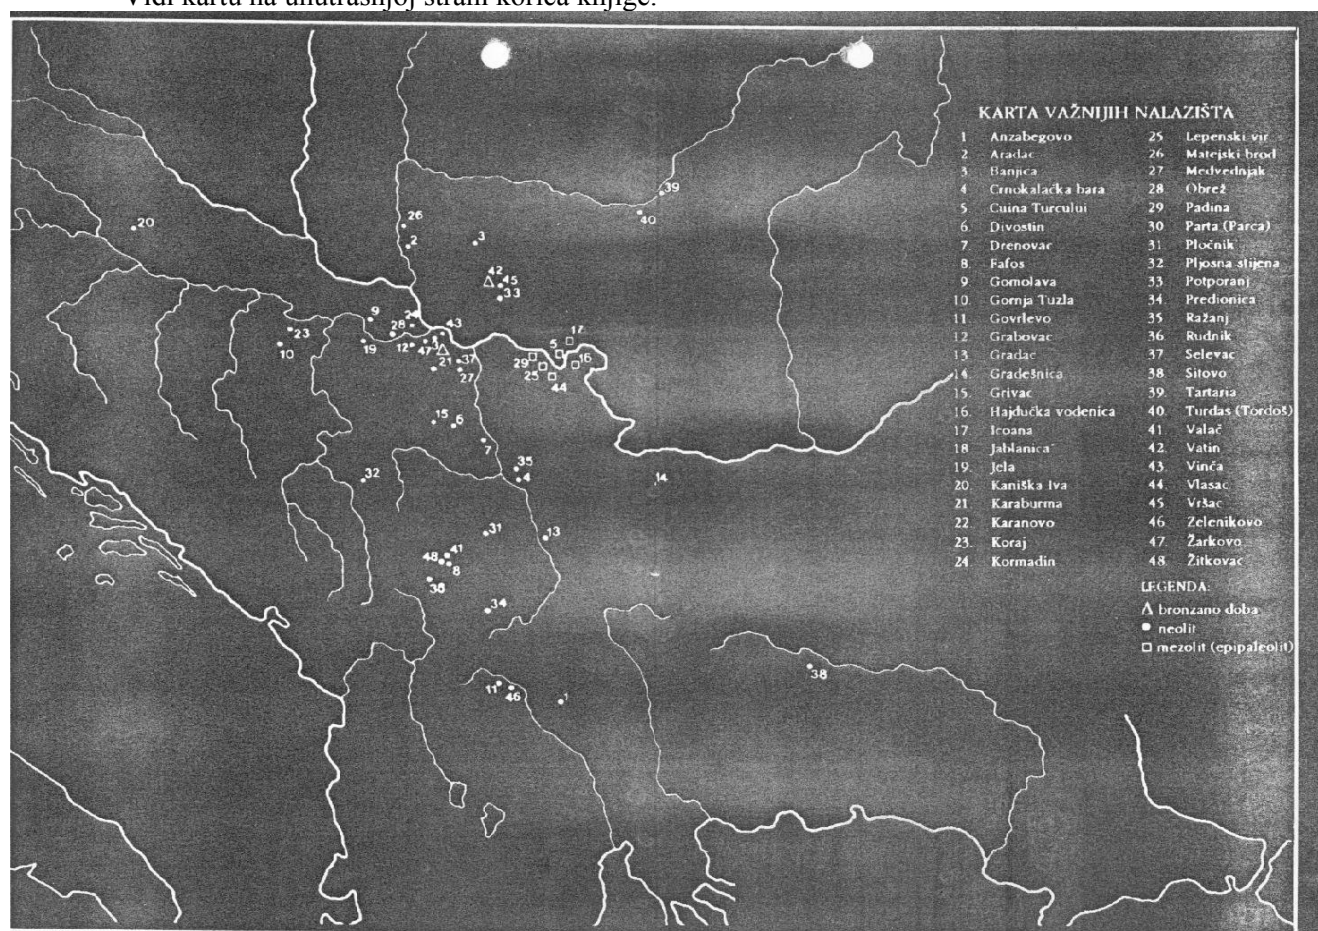 Vidi kartu na unutrašnjoj strani korica knjige.
KARTA VAŽNIJIH NALAZIŠTA
1 Anzabegovo
2 Aradac
3 Banjica
4 Crnokalačka bara
5 Cuina Turcului
6 Divostin
7 Drenovac
8 Fafos
9 Gomolava
10 Gornja Tuzla
11 Govrlevo
12 Grabovac
13 Gradac
14 Gradešnica
15 Grivac
16 Hajdučka vodenica
17 Icoana
18 Jablanica
19 Jela
20 Kaniška Iva
21 Karaburma
22 Karanovo
23. Koraj
24 Kormadin
25 Lepenski vir
26 Matejski brod
27 Medvednjak
28 Obrež
29 Padina
30 Parta (Parca)
31 Pločnik
32 Pljosna stijena
33 Potporanj
34 Predionica
35 Ražanj
36 Rudnik
37 Selevac
38 Sitovo
39 Tartaria
40 Turdas (Tordoš)
41 Valač
42 Vatin
43 Vinča
44 Vlasac
45 Vršac
46 Zelenikovo
47 Žarkovo
48 Žitkovac
LEGENDA:
bronzano doba
neolit
mezolit (epipaleolit)
39
40
20
26
2
3
42
45
33
9
28
43
23
10
19
12
47
21
37
27
17
5
29
25
16
44
15
6
7
35
4
32
14
31
13
41
48
8
34
11
46
1
38